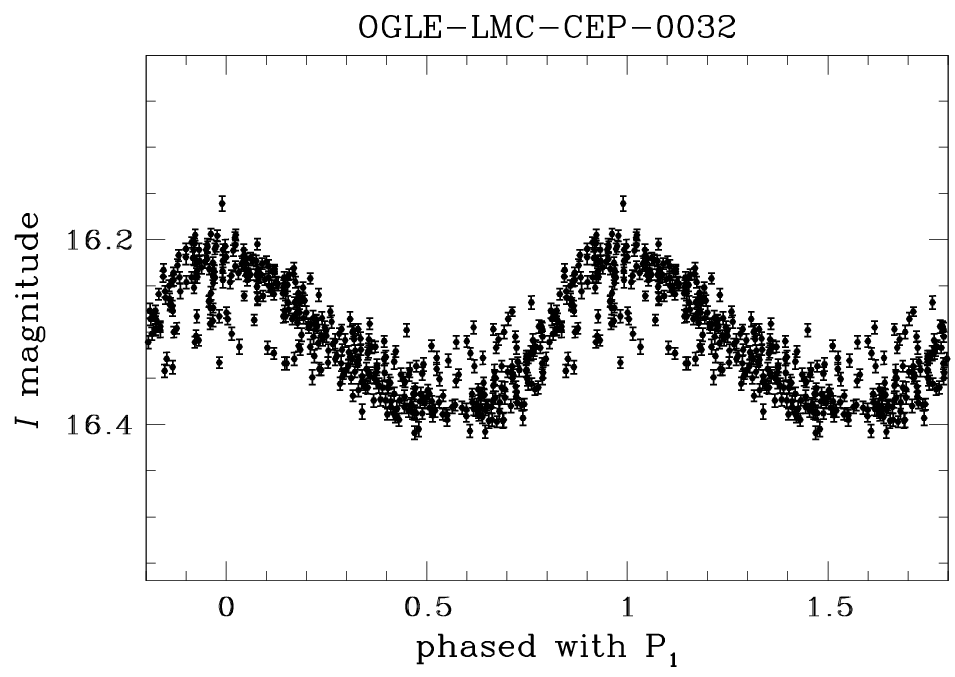 OGLE-LMC-CEP-0032
I magnitude
16.2
16.4
0 0.5 1 1.5
phased with P₁